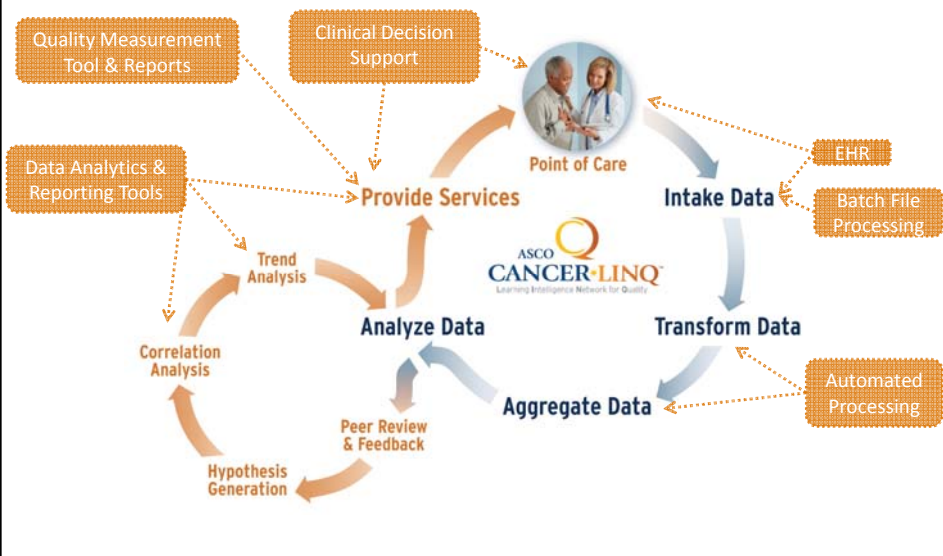 Quality Measurement
Tool & Reports
Clinical Decision
Support
Point of Care
EHR
Data Analytics &
Reporting Tools
Provide Services
Intake Data
Batch File
Processing
ASCO
CANCER·LINQ™
Learning Intelligence Network for Quality
Trend
Analysis
Analyze Data
Transform Data
Correlation
Analysis
Automated
Processing
Aggregate Data
Peer Review
& Feedback
Hypothesis
Generation